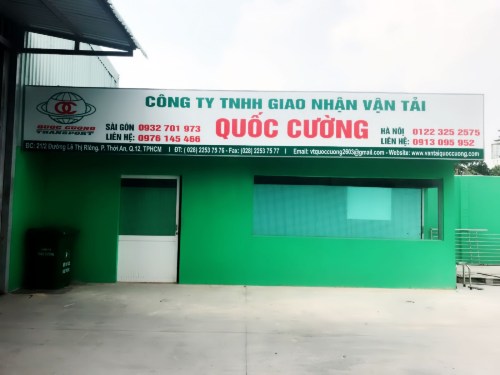 CÔNG TY TNHH GIAO NHẬN VẬN TẢI
QUỐC CƯỜNG
QUOC CUONG
TRANSPORT
SÀI GÒN 0932 701 973
LIÊN HỆ: 0976 145 466
HÀ NỘI 0122 325 2575
LIÊN HỆ: 0913 095 952
ĐC: 21/2 Đường Lê Thị Riêng, P. Thới An, Q.12, TPHCM | ĐT: (028) 2253 75 76 - Fax: (028) 2253 75 77 | Email: vtquoccuong2603@gmail.com - Website: www.vantaiquoccuong.com